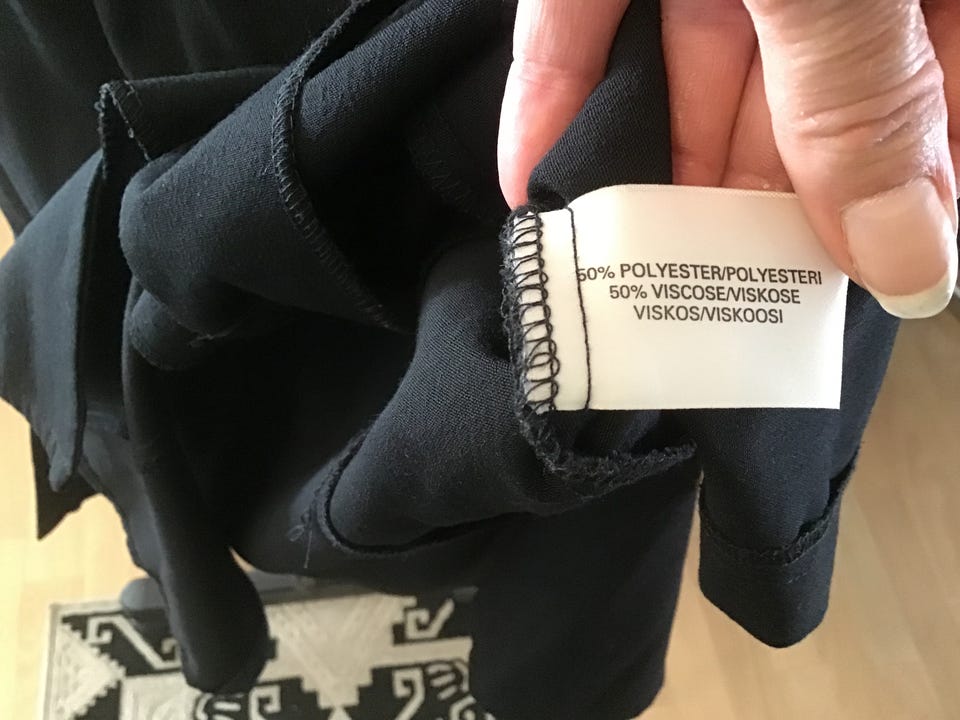 50% POLYESTER/POLYESTERI
50% VISCOSE/VISKOSE
VISKOS/VISKOOSI